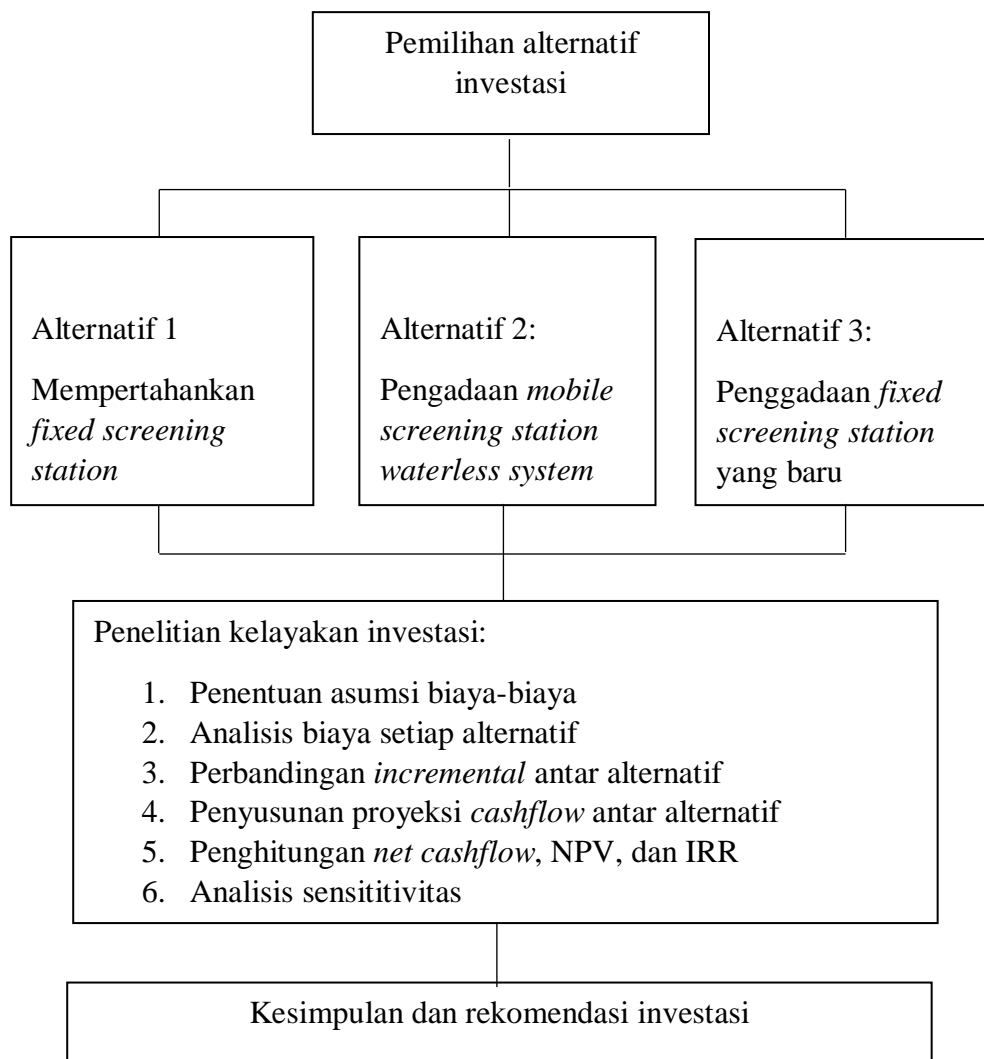 Pemilihan alternatif
investasi
Alternatif 1
Mempertahankan
fixed screening
station
Alternatif 2:
Pengadaan mobile
screening station
waterless system
Alternatif 3:
Penggadaan fixed
screening station
yang baru
Penelitian kelayakan investasi:
1. Penentuan asumsi biaya-biaya
2. Analisis biaya setiap alternatif
3. Perbandingan incremental antar alternatif
4. Penyusunan proyeksi cashflow antar alternatif
5. Penghitungan net cashflow, NPV, dan IRR
6. Analisis sensititivitas
Kesimpulan dan rekomendasi investasi